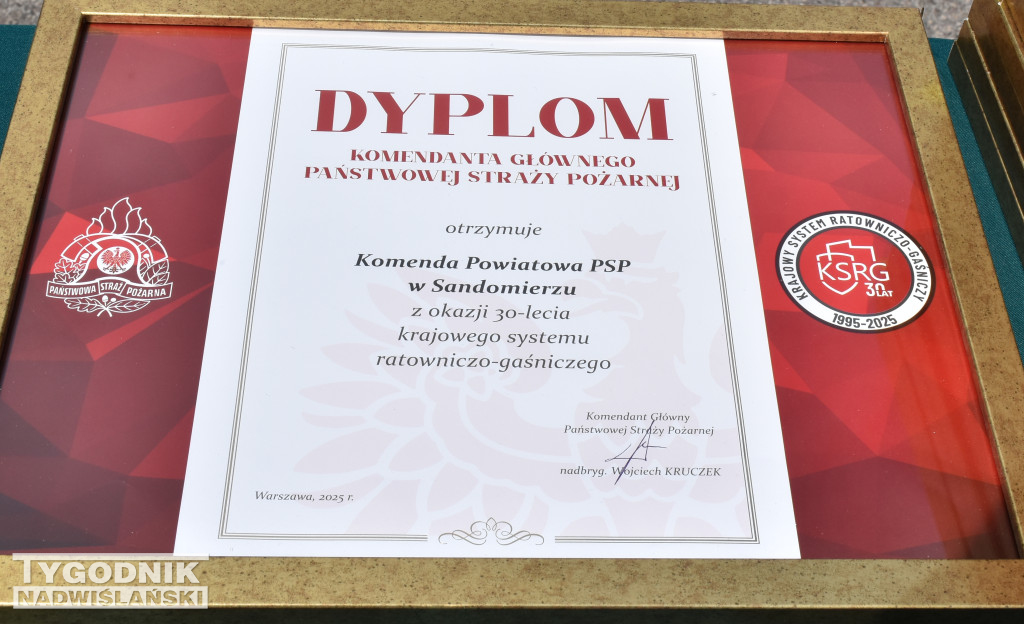 DYPLOM
KOMENDANTA GŁÓWNEGO
PAŃSTWOWEJ STRAŻY POŻARNEJ
otrzymuje
Komenda Powiatowa PSP
w Sandomierzu
z okazji 30-lecia
krajowego systemu
ratowniczo-gaśniczego
Komendant Główny
Państwowej Straży Pożarnej
nadbryg. Wojciech KRUCZEK
Warszawa, 2025 r.
PAŃSTWOWA STRAŻ POŻARNA
KRAJOWY SYSTEM RATOWNICZO-GAŚNICZY
KSRG
30 LAT
1995-2025
TYGODNIK
NADWIŚLAŃSKI